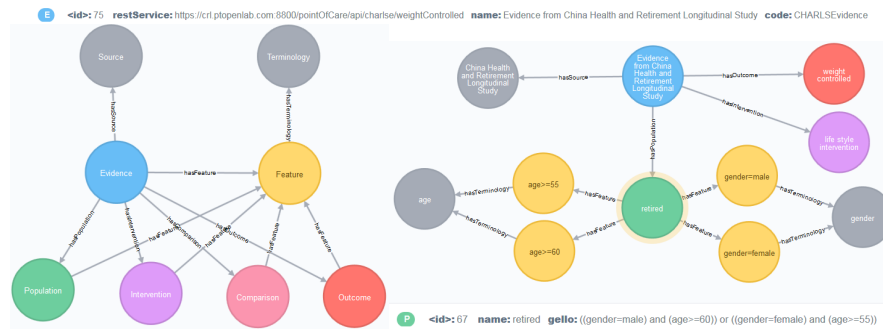 E <id>: 75 restService: https://crl.ptopenlab.com:8800/pointOfCare/api/charlse/weightControlled name: Evidence from China Health and Retirement Longitudinal Study code: CHARLSEvidence
Source
Terminology
hasSource
hasTerminology
Evidence
hasFeature
Feature
hasPopulation
hasIntervention
hasComparison
hasOutcome
hasFeature
hasFeature
hasFeature
hasFeature
Population
Intervention
Comparison
Outcome
China Health
and Retirement
Longitudinal
Study
hasSource
Evidence
from China
Health and
Retirement
Longitudinal
Study
hasOutcome
weight
controlled
hasIntervention
life style
intervention
hasPopulation
age
hasTerminology
hasTerminology
age>=55
age>=60
hasFeature
hasFeature
retired
hasFeature
hasFeature
gender=male
gender=female
hasTerminology
hasTerminology
gender
P <id>: 67 name: retired gello: ((gender=male) and (age>=60)) or ((gender=female) and (age>=55))